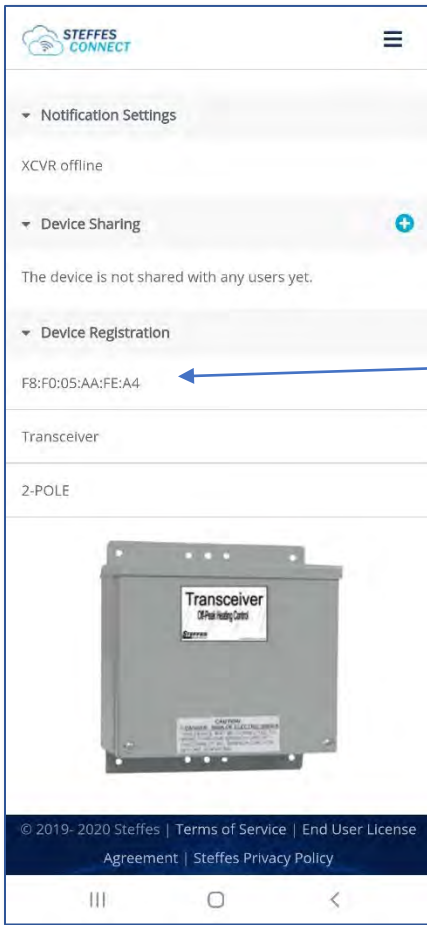 STEFFES
CONNECT
Notification Settings
XCVR offline
Device Sharing
The device is not shared with any users yet.
Device Registration
F8:F0:05:AA:FE:A4
Transceiver
2-POLE
Transceiver
Off-Peak Heating Control
Steffes
CAUTION
© 2019- 2020 Steffes | Terms of Service | End User License
Agreement | Steffes Privacy Policy